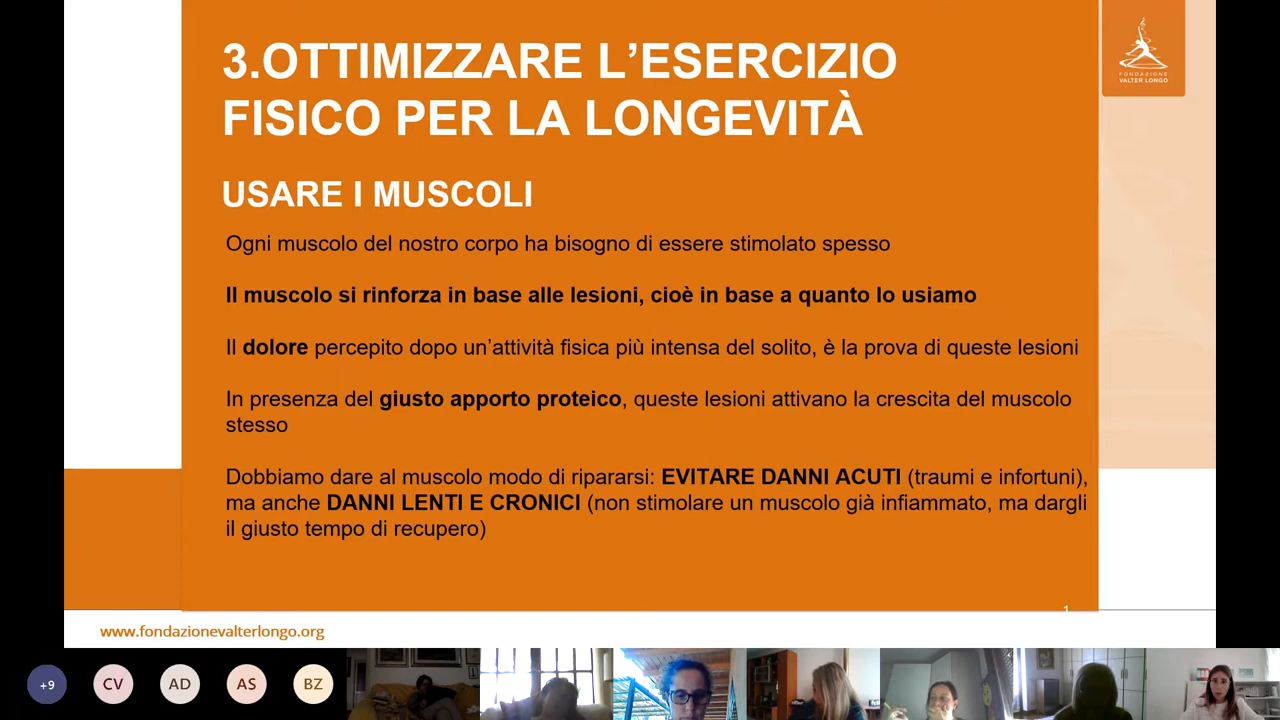 3.OTTIMIZZARE L’ESERCIZIO
FISICO PER LA LONGEVITÀ
FONDAZIONE
VALTER LONGO
USARE I MUSCOLI
Ogni muscolo del nostro corpo ha bisogno di essere stimolato spesso
Il muscolo si rinforza in base alle lesioni, cioè in base a quanto lo usiamo
Il dolore percepito dopo un’attività fisica più intensa del solito, è la prova di queste lesioni
In presenza del giusto apporto proteico, queste lesioni attivano la crescita del muscolo
stesso
Dobbiamo dare al muscolo modo di ripararsi: EVITARE DANNI ACUTI (traumi e infortuni),
ma anche DANNI LENTI E CRONICI (non stimolare un muscolo già infiammato, ma dargli
il giusto tempo di recupero)
1
www.fondazionevalterlongo.org
+9 CV AD AS BZ